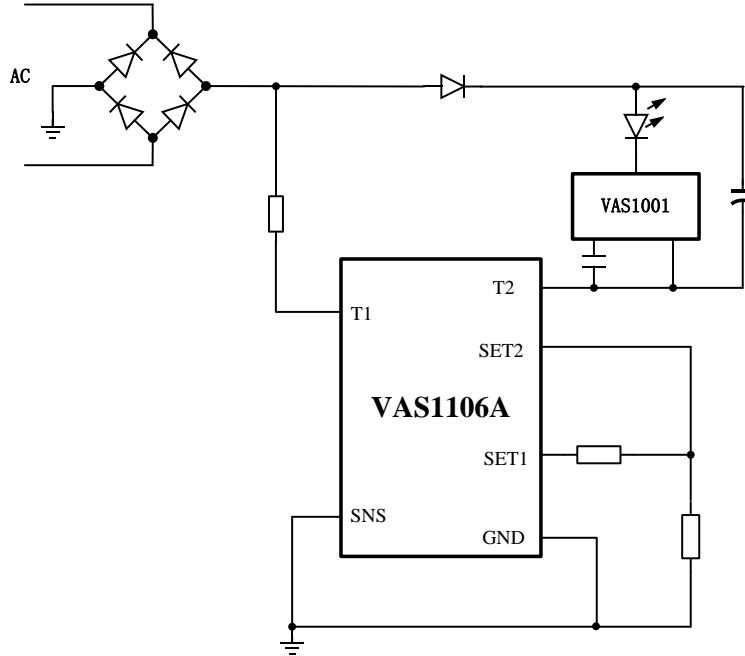 AC
VAS1001
T2
T1
SET2
VAS1106A
SET1
SNS
GND